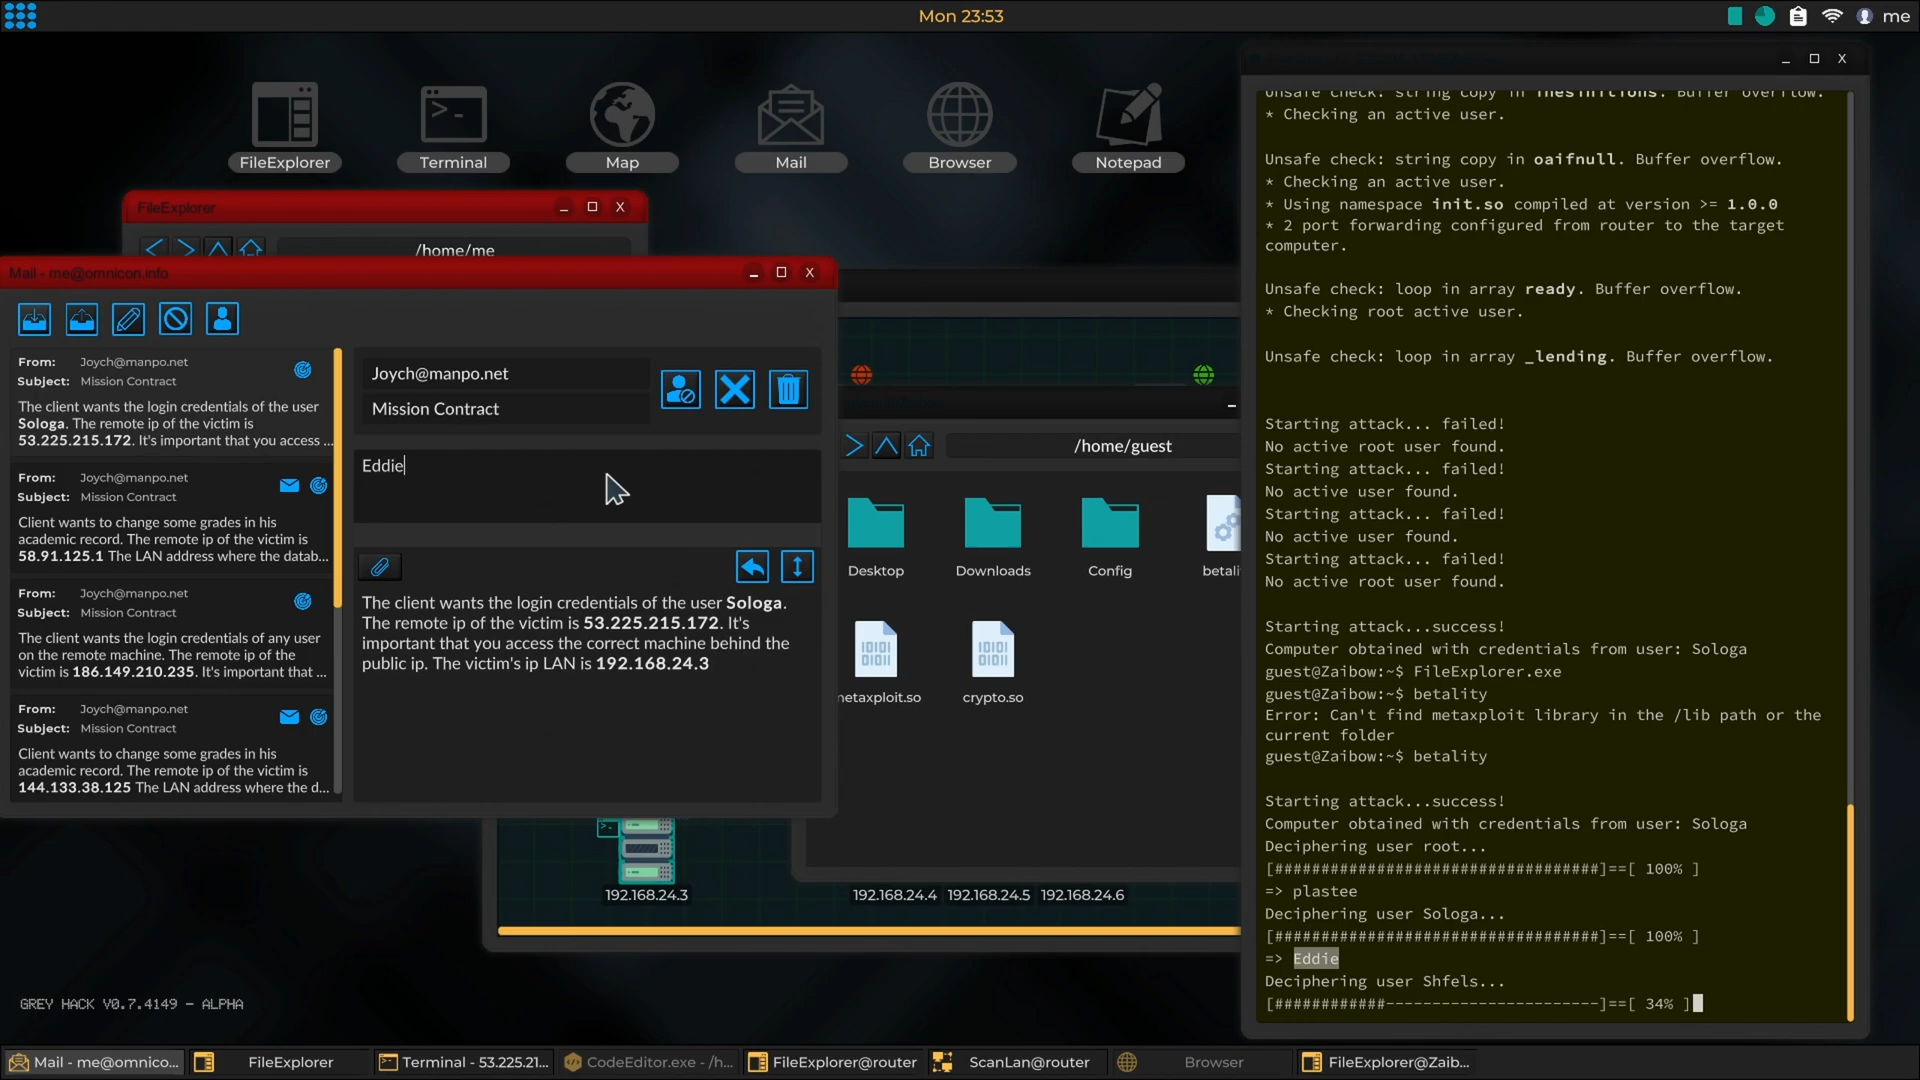 Mon 23:53
me
FileExplorer
Terminal
Map
Mail
Browser
Notepad
FileExplorer
/home/me
Mail - me@omnicon.info
From: Joych@manpo.net
Subject: Mission Contract
The client wants the login credentials of the user
Sologa. The remote ip of the victim is
53.225.215.172. It's important that you access ...
From: Joych@manpo.net
Subject: Mission Contract
Client wants to change some grades in his
academic record. The remote ip of the victim is
58.91.125.1 The LAN address where the datab...
From: Joych@manpo.net
Subject: Mission Contract
The client wants the login credentials of any user
on the remote machine. The remote ip of the
victim is 186.149.210.235. It's important that ...
From: Joych@manpo.net
Subject: Mission Contract
Client wants to change some grades in his
academic record. The remote ip of the victim is
144.133.38.125 The LAN address where the d...
Joych@manpo.net
Mission Contract
Eddie
The client wants the login credentials of the user Sologa.
The remote ip of the victim is 53.225.215.172. It's
important that you access the correct machine behind the
public ip. The victim's ip LAN is 192.168.24.3
/home/guest
Desktop
Downloads
Config
betali
metaxploit.so
crypto.so
192.168.24.3
192.168.24.4
192.168.24.5
192.168.24.6
Unsafe check: string copy in thesinitions. Buffer overflow.
* Checking an active user.
Unsafe check: string copy in oaifnull. Buffer overflow.
* Checking an active user.
* Using namespace init.so compiled at version >= 1.0.0
* 2 port forwarding configured from router to the target
computer.
Unsafe check: loop in array ready. Buffer overflow.
* Checking root active user.
Unsafe check: loop in array _lending. Buffer overflow.
Starting attack... failed!
No active root user found.
Starting attack... failed!
No active user found.
Starting attack... failed!
No active user found.
Starting attack... failed!
No active root user found.
Starting attack...success!
Computer obtained with credentials from user: Sologa
guest@Zaibow:~$ FileExplorer.exe
guest@Zaibow:~$ betality
Error: Can't find metaxploit library in the /lib path or the
current folder
guest@Zaibow:~$ betality
Starting attack...success!
Computer obtained with credentials from user: Sologa
Deciphering user root...
[###################################]==[ 100% ]
=> plastee
Deciphering user Sologa...
[###################################]==[ 100% ]
=> Eddie
Deciphering user Shfels...
[############-----------------------]==[ 34% ]
GREY HACK V0.7.4149 - ALPHA
Mail - me@omnico...
FileExplorer
Terminal - 53.225.21...
CodeEditor.exe - /h...
FileExplorer@router
ScanLan@router
Browser
FileExplorer@Zaib...